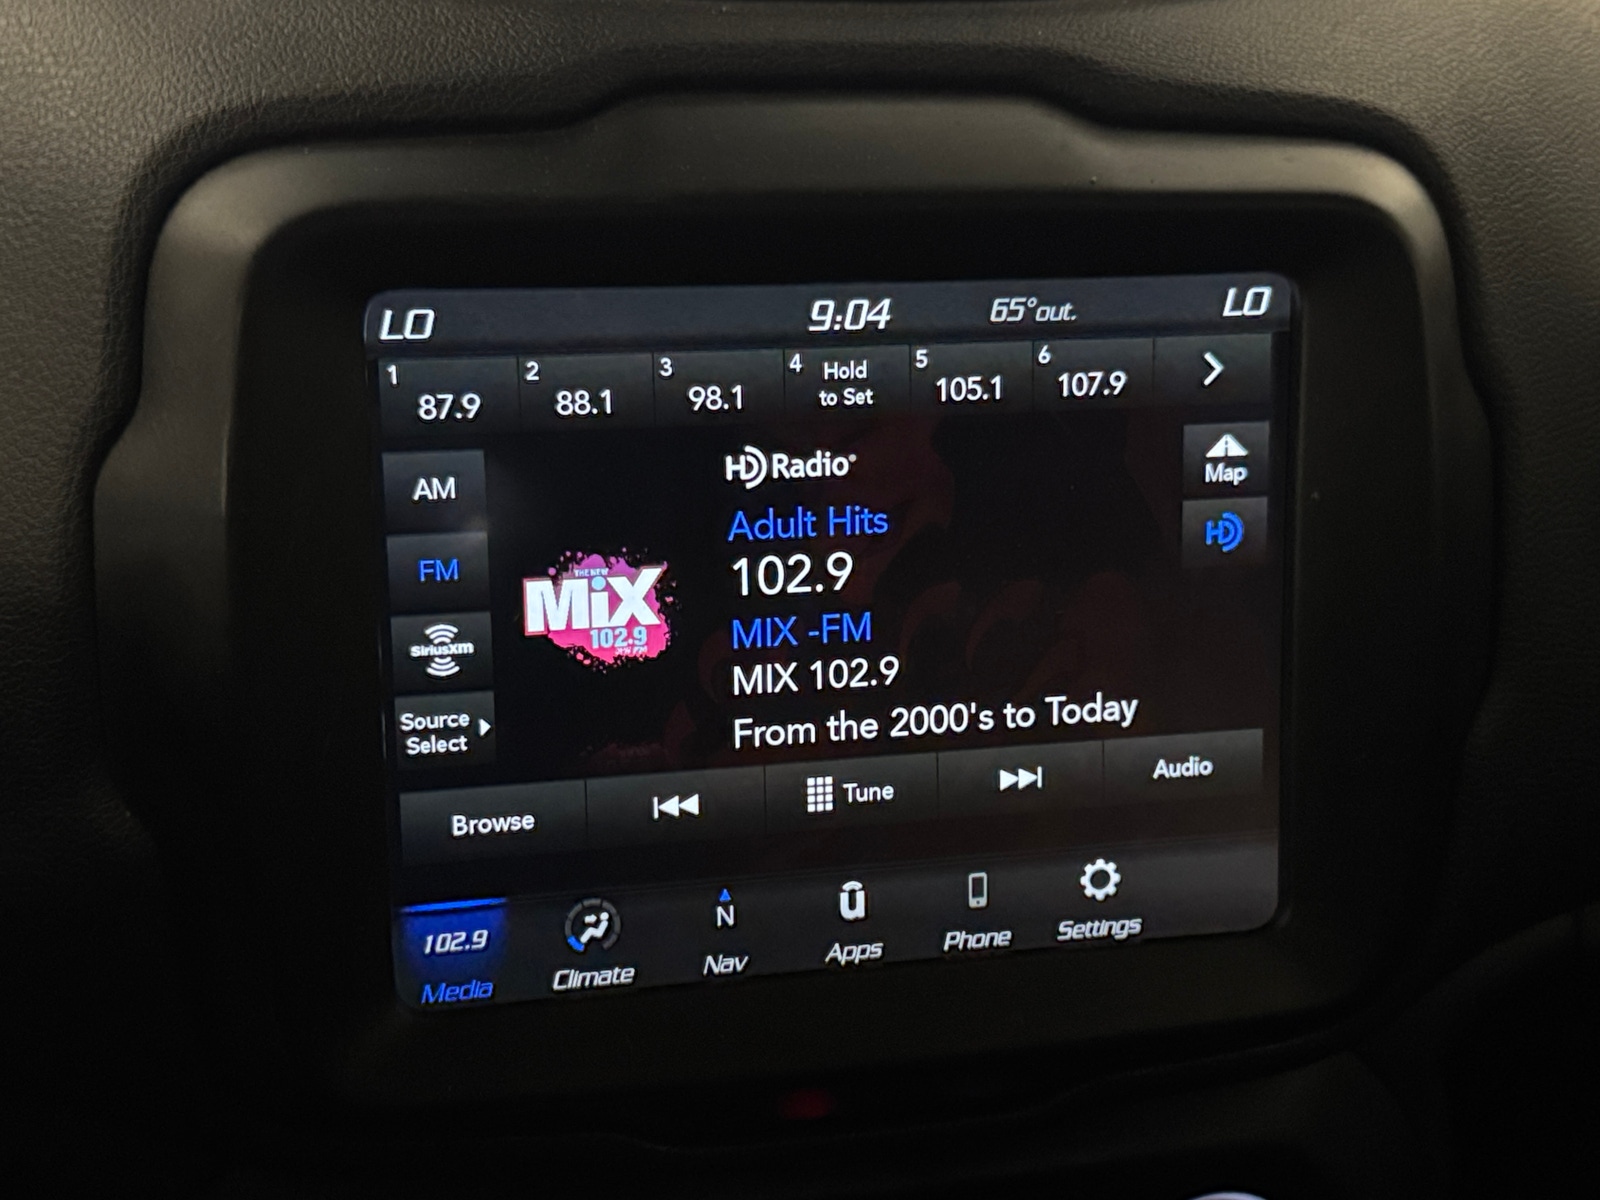 LO 9:04 65°out. LO
1 87.9 2 88.1 3 98.1 4 Hold to Set 5 105.1 6 107.9
HD Radio
AM
Map
Adult Hits
HD
FM
102.9
THE NEW
MiX
102.9
MIX -FM
SiriusXM
MIX 102.9
Source
Select
From the 2000's to Today
Browse Tune Audio
102.9 N
Media Climate Nav Apps Phone Settings